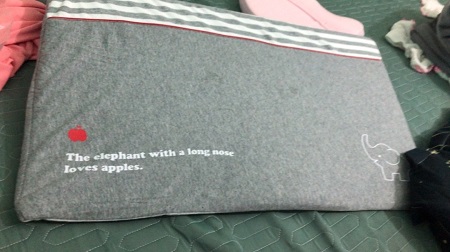 The elephant with a long nose
loves apples.